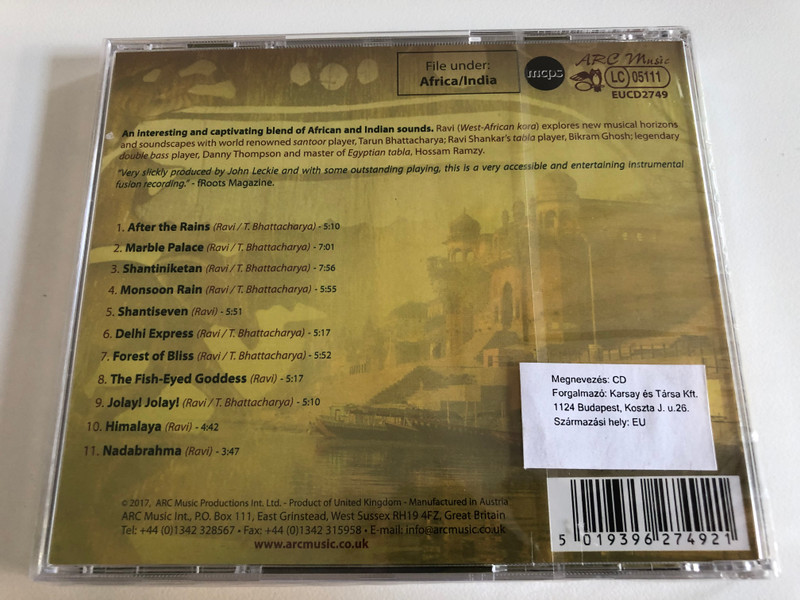 File under:
Africa/India
mcps
ARC Music
LC 05111
EUCD2749
An interesting and captivating blend of African and Indian sounds. Ravi (West-African kora) explores new musical horizons
and soundscapes with world renowned santoor player, Tarun Bhattacharya; Ravi Shankar's tabla player, Bikram Ghosh; legendary
double bass player, Danny Thompson and master of Egyptian tabla, Hossam Ramzy.
"Very slickly produced by John Leckie and with some outstanding playing, this is a very accessible and entertaining instrumental
fusion recording." - fRoots Magazine.
1. After the Rains (Ravi / T. Bhattacharya) - 5:10
2. Marble Palace (Ravi / T. Bhattacharya) - 7:01
3. Shantiniketan (Ravi / T. Bhattacharya) - 7:56
4. Monsoon Rain (Ravi / T. Bhattacharya) - 5:55
5. Shantiseven (Ravi) - 5:51
6. Delhi Express (Ravi / T. Bhattacharya) - 5:17
7. Forest of Bliss (Ravi / T. Bhattacharya) - 5:52
8. The Fish-Eyed Goddess (Ravi) - 5:17
9. Jolay! Jolay! (Ravi / T. Bhattacharya) - 5:10
10. Himalaya (Ravi) - 4:42
11. Nadabrahma (Ravi) - 3:47
Megnevezés: CD
Forgalmazó: Karsay és Társa Kft.
1124 Budapest, Koszta J. u.26.
Származási hely: EU
© 2017, ARC Music Productions Int. Ltd. - Product of United Kingdom - Manufactured in Austria
ARC Music Int., P.O. Box 111, East Grinstead, West Sussex RH19 4FZ, Great Britain
Tel: +44 (0)1342 328567 • Fax: +44 (0)1342 315958 • E-mail: info@arcmusic.co.uk
www.arcmusic.co.uk
5 019396 274921